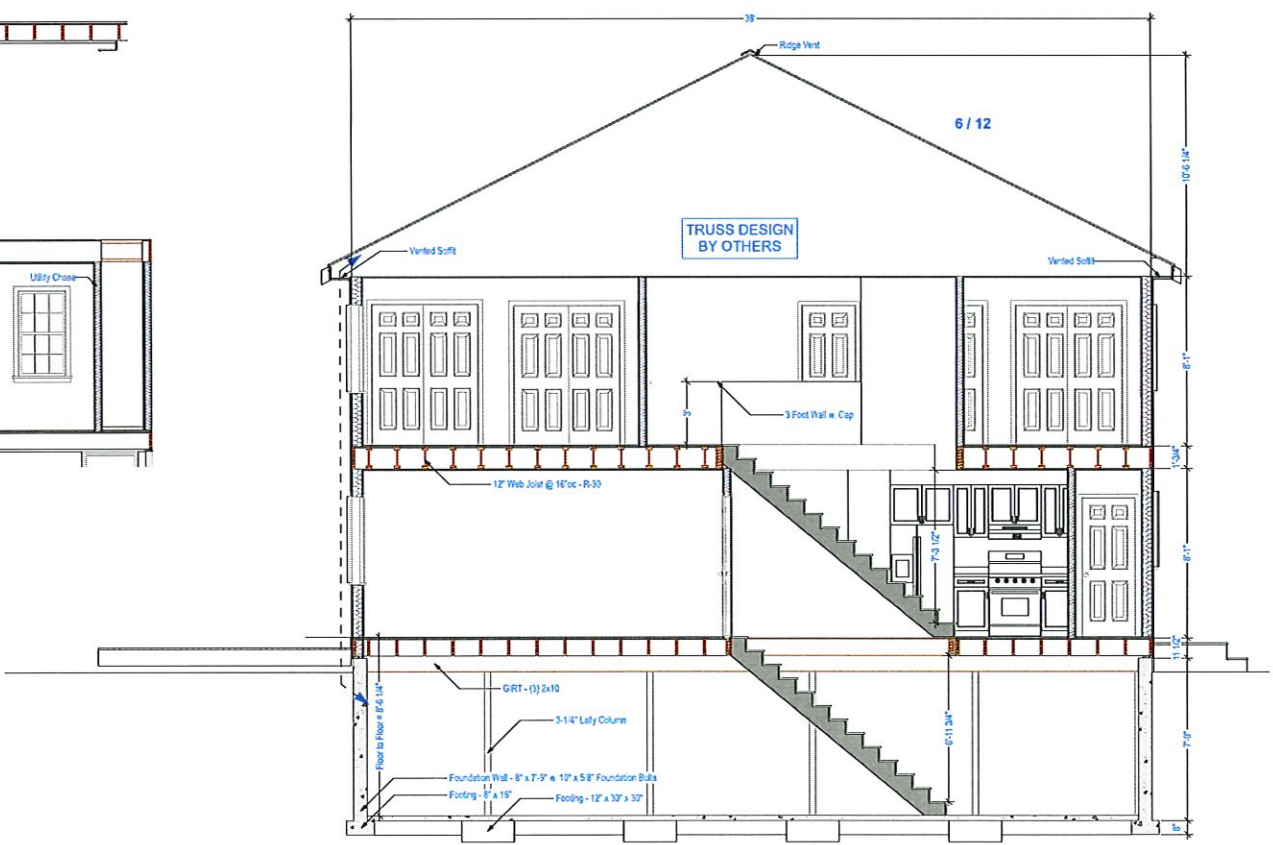 38'
Ridge Vent
6 / 12
10'-6 1/4"
TRUSS DESIGN
BY OTHERS
Vented Soffit
Vented Soffit
Utility Chase
8'-1"
3'
3 Foot Wall w. Cap
1'-3/4"
12" Web Joist @ 16"oc - R-30
7'-3 1/2"
8'-1"
11 1/2"
GIRT - (3) 2x10
Floor to Floor = 8'-6 1/4"
3-1/4" Lally Column
6'-11 3/4"
7'-9"
Foundation Wall - 8" x 7'-9" w. 10" x 5/8" Foundation Bolts
Footing - 8" x 16"
Footing - 12" x 30" x 30"
8"